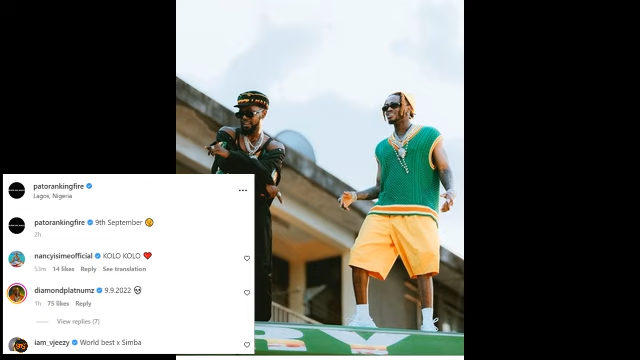 patorankingfire
Lagos, Nigeria
patorankingfire 9th September 😉
2h
nancyisimeofficial KOLO KOLO ❤️
53m 14 likes Reply See translation
diamondplatnumz 9.9.2022 💀
1h 75 likes Reply
View replies (7)
iam_vjeezy World best x Simba
RY